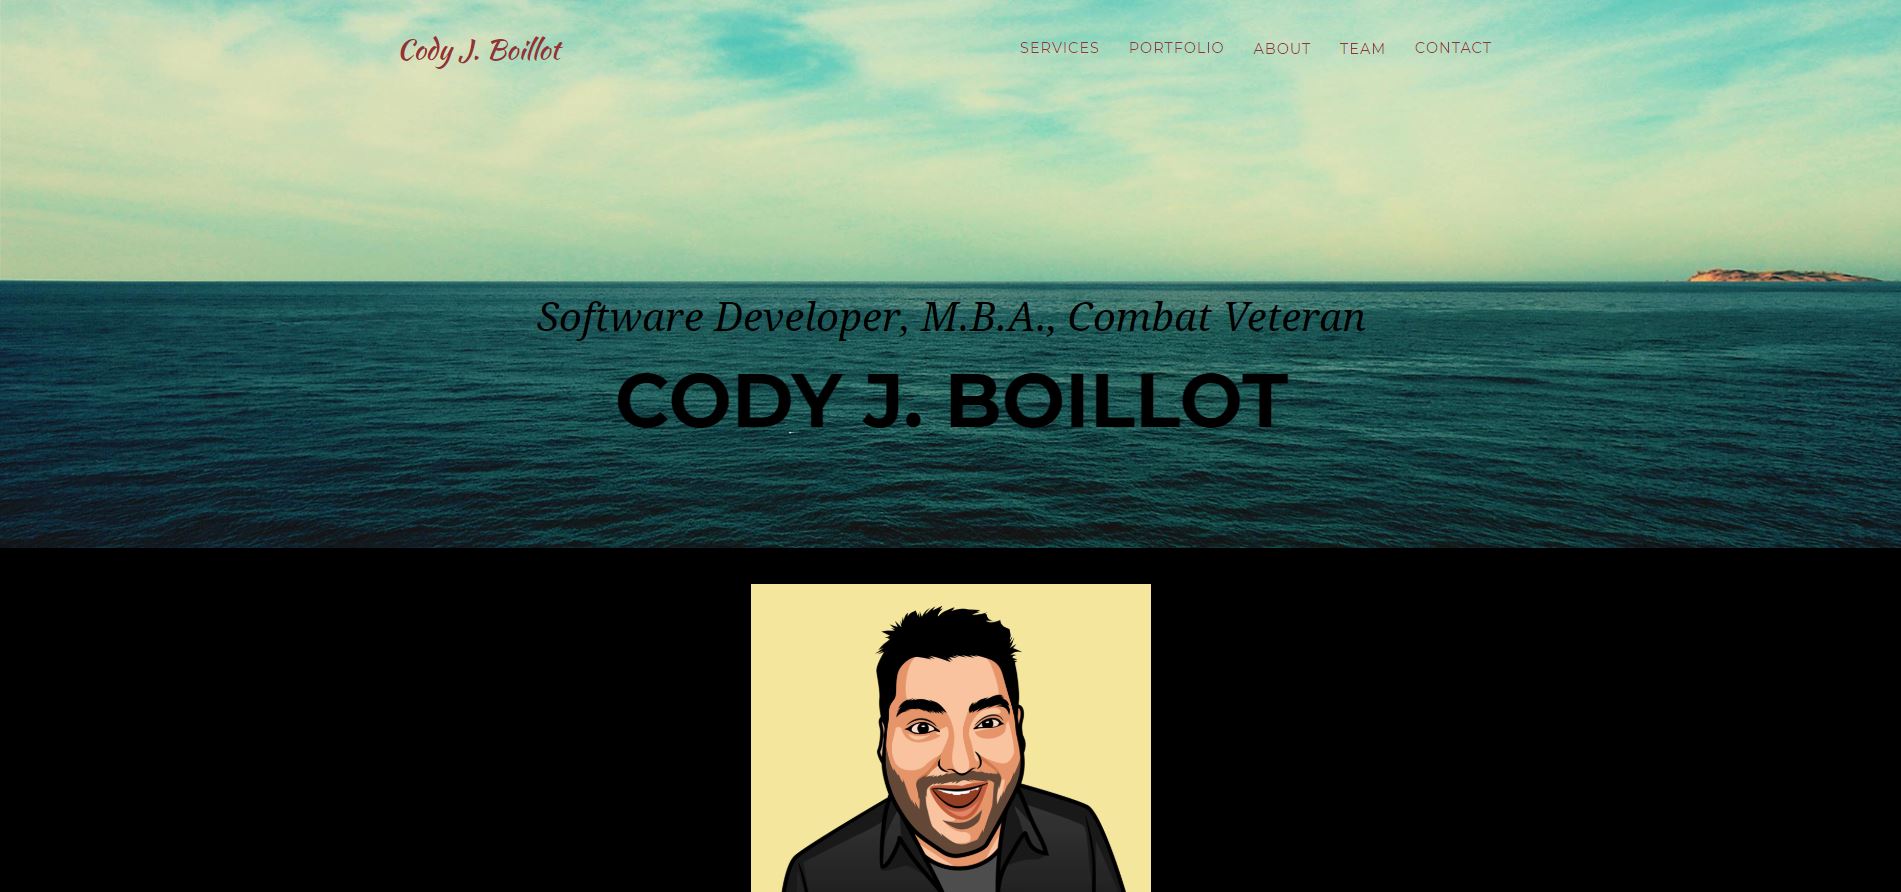 Cody J. Boillot
SERVICES PORTFOLIO ABOUT TEAM CONTACT
Software Developer, M.B.A., Combat Veteran
CODY J. BOILLOT